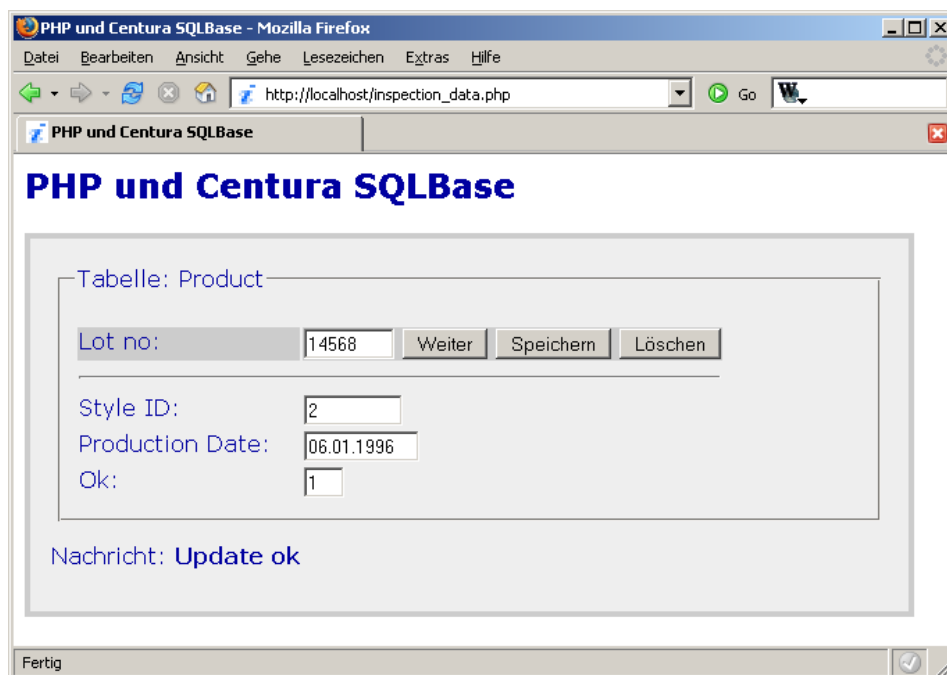 PHP und Centura SQLBase - Mozilla Firefox
Datei Bearbeiten Ansicht Gehe Lesezeichen Extras Hilfe
http://localhost/inspection_data.php Go W
PHP und Centura SQLBase
PHP und Centura SQLBase
Tabelle: Product
Lot no: 14568 Weiter Speichern Löschen
Style ID: 2
Production Date: 06.01.1996
Ok: 1
Nachricht: Update ok
Fertig